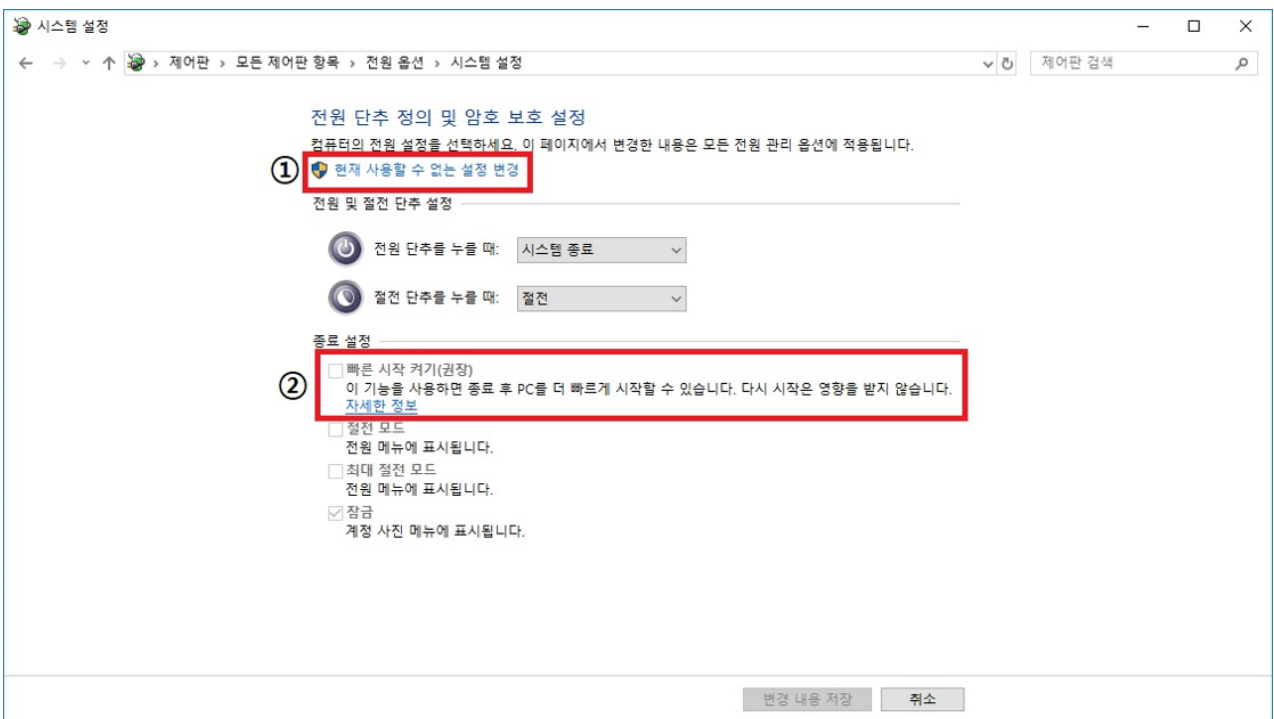 시스템 설정
제어판 › 모든 제어판 항목 › 전원 옵션 › 시스템 설정
제어판 검색
전원 단추 정의 및 암호 보호 설정
컴퓨터의 전원 설정을 선택하세요. 이 페이지에서 변경한 내용은 모든 전원 관리 옵션에 적용됩니다.
① 현재 사용할 수 없는 설정 변경
전원 및 절전 단추 설정
전원 단추를 누를 때: 시스템 종료
절전 단추를 누를 때: 절전
종료 설정
빠른 시작 켜기(권장)
② 이 기능을 사용하면 종료 후 PC를 더 빠르게 시작할 수 있습니다. 다시 시작은 영향을 받지 않습니다.
자세한 정보
절전 모드
전원 메뉴에 표시됩니다.
최대 절전 모드
전원 메뉴에 표시됩니다.
잠금
계정 사진 메뉴에 표시됩니다.
변경 내용 저장 취소